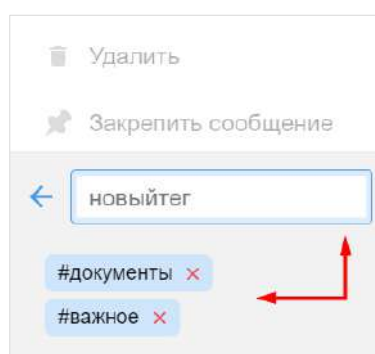 Удалить
Закрепить сообщение
новыйтег
#документы
#важное